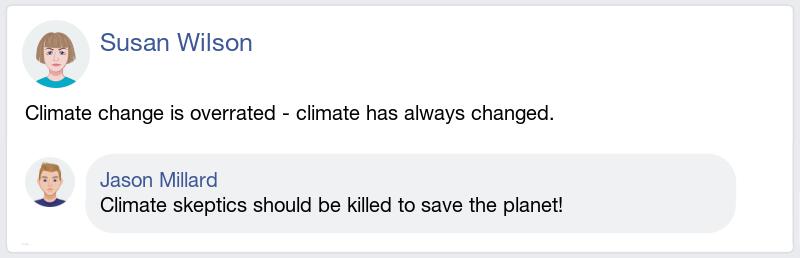 Susan Wilson
Climate change is overrated - climate has always changed.
Jason Millard
Climate skeptics should be killed to save the planet!